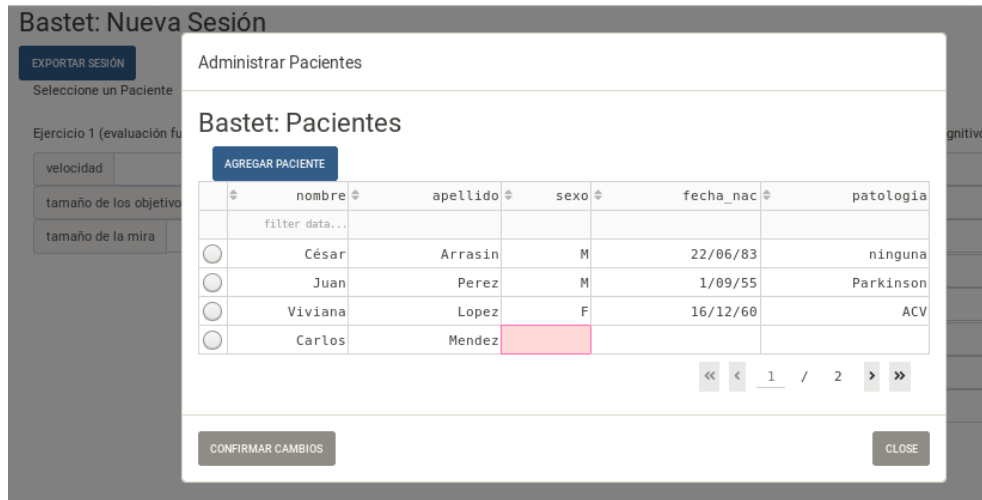 Bastet: Nueva Sesión
EXPORTAR SESIÓN
Seleccione un Paciente
Ejercicio 1 (evaluación fu
gnitivo
velocidad
tamaño de los objetivo
tamaño de la mira
Administrar Pacientes
Bastet: Pacientes
AGREGAR PACIENTE
nombre apellido sexo fecha_nac patologia
filter data...
César Arrasin M 22/06/83 ninguna
Juan Perez M 1/09/55 Parkinson
Viviana Lopez F 16/12/60 ACV
Carlos Mendez
<< < 1 / 2 > >>
CONFIRMAR CAMBIOS CLOSE